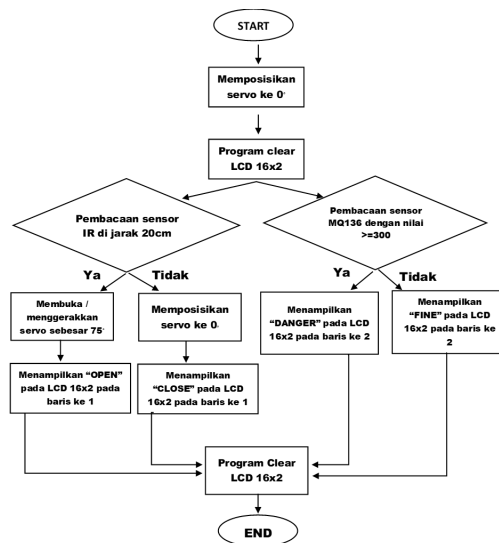 START
Memposisikan
servo ke 0°
Program clear
LCD 16x2
Pembacaan sensor
IR di jarak 20cm
Pembacaan sensor
MQ136 dengan nilai
>=300
Ya
Tidak
Ya
Tidak
Membuka /
menggerakkan
servo sebesar 75°
Memposisikan
servo ke 0.
Menampilkan
“DANGER” pada LCD
16x2 pada baris ke 2
Menampilkan
“FINE” pada LCD
16x2 pada baris ke
2
Menampilkan “OPEN”
pada LCD 16x2 pada
baris ke 1
Menampilkan
“CLOSE” pada LCD
16x2 pada baris ke 1
Program Clear
LCD 16x2
END